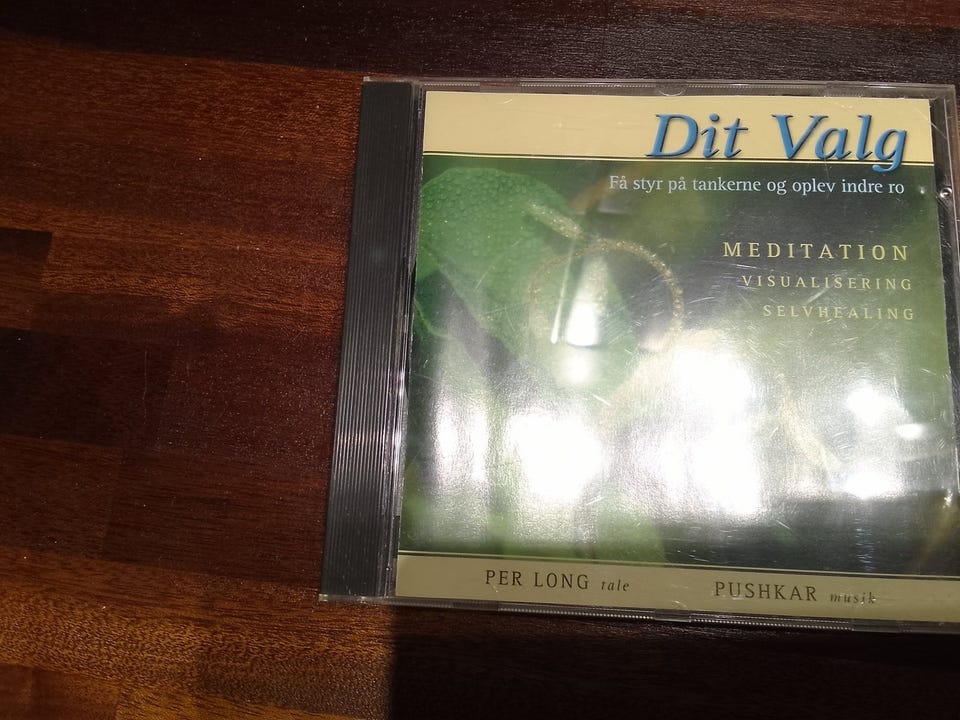 Dit Valg
Få styr på tankerne og oplev indre ro
MEDITATION
VISUALISERING
SELVHEALING
PER LONG tale
PUSHKAR musik